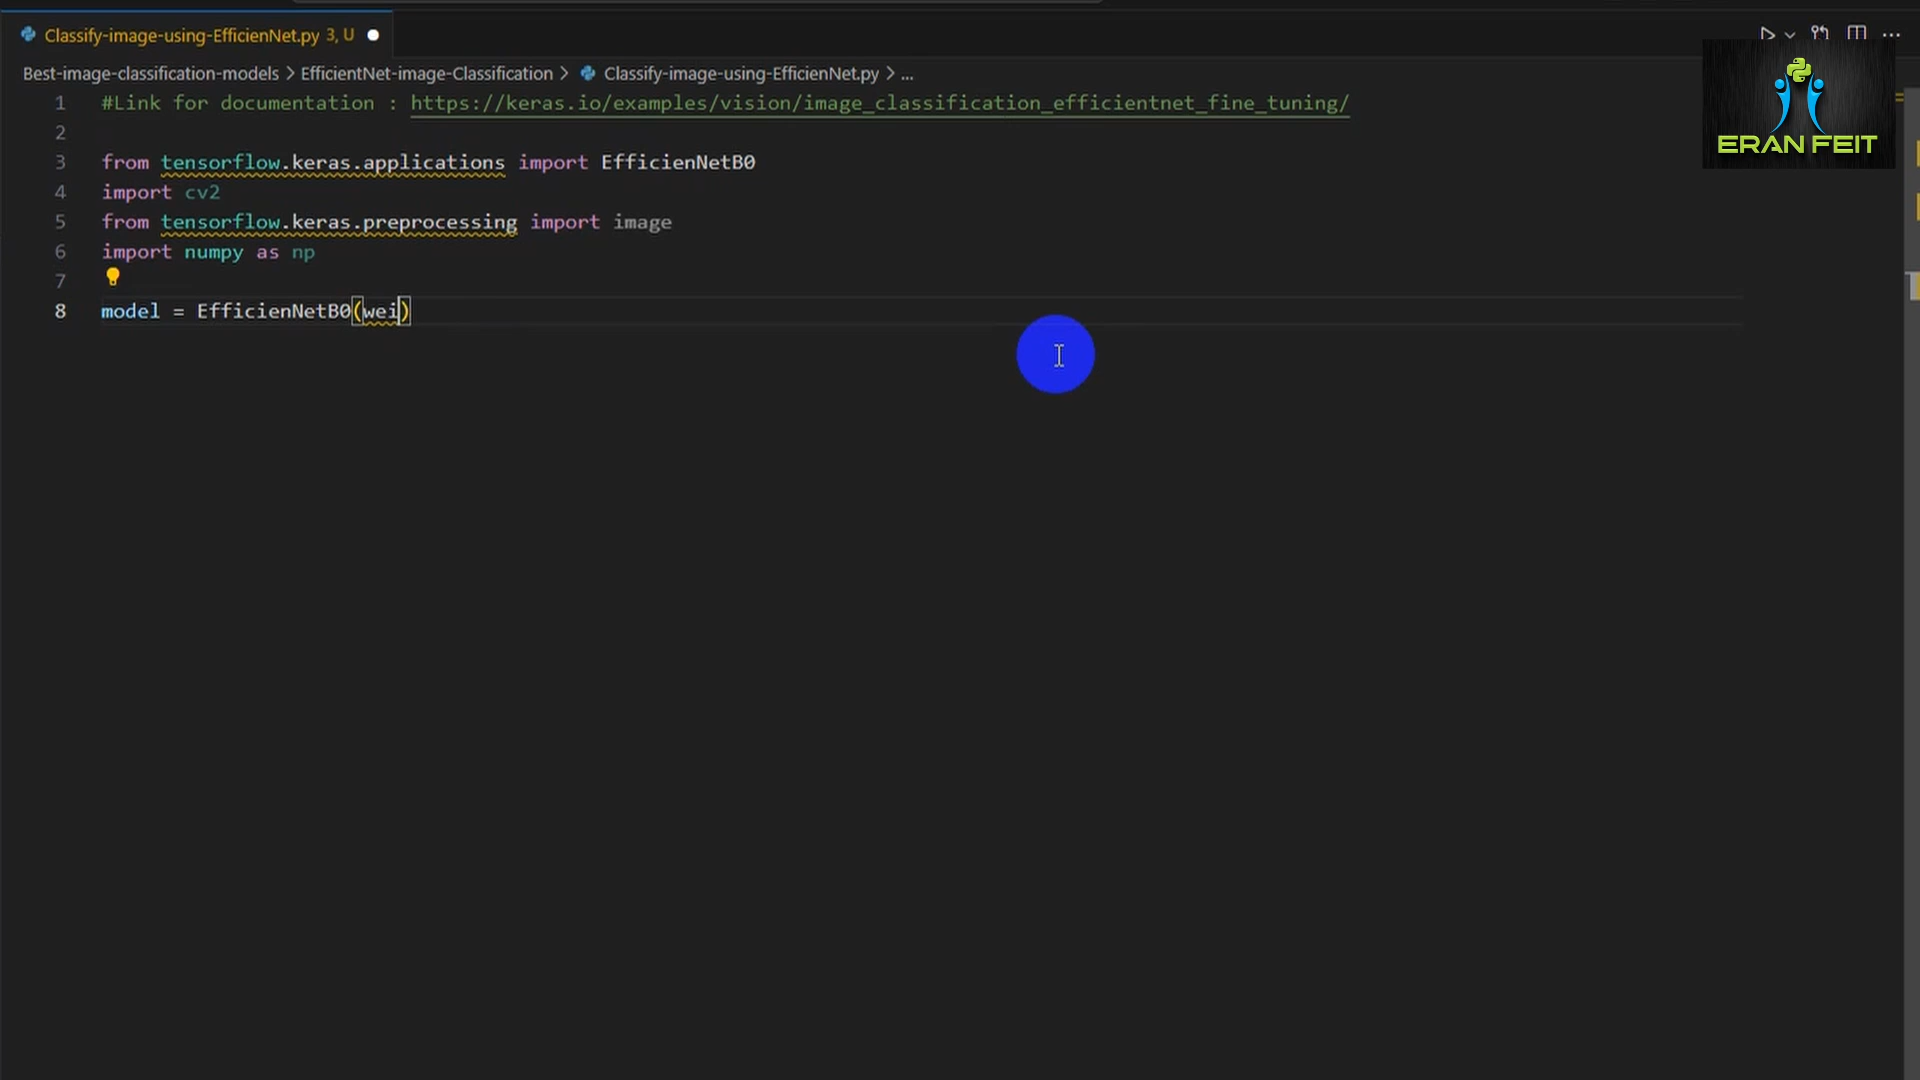 Classify-image-using-EfficienNet.py 3, U
Best-image-classification-models > EfficientNet-image-Classification > Classify-image-using-EfficienNet.py > ...
ERAN FEIT
1 #Link for documentation : https://keras.io/examples/vision/image_classification_efficientnet_fine_tuning/
2
3 from tensorflow.keras.applications import EfficienNetB0
4 import cv2
5 from tensorflow.keras.preprocessing import image
6 import numpy as np
7
8 model = EfficienNetB0(wei)